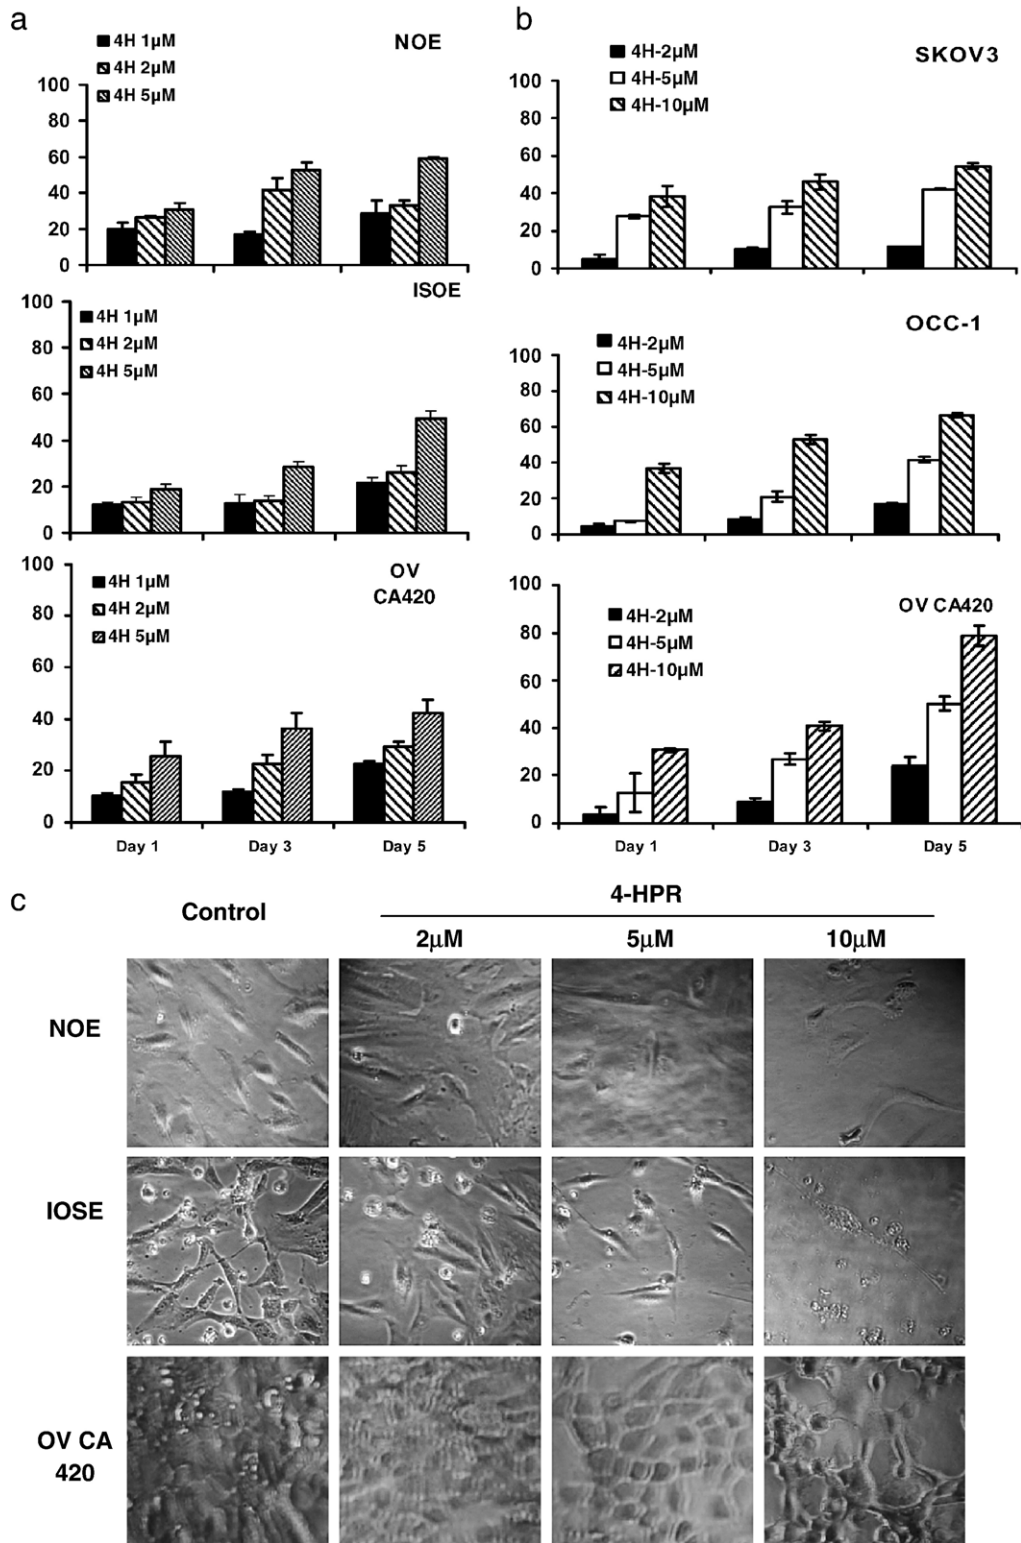 a
NOE
4H 1µM
4H 2µM
4H 5µM
100
80
60
40
20
0
ISOE
4H 1µM
4H 2µM
4H 5µM
100
80
60
40
20
0
OV
CA420
4H 1µM
4H 2µM
4H 5µM
100
80
60
40
20
0
Day 1 Day 3 Day 5
b
SKOV3
4H-2µM
4H-5µM
4H-10µM
100
80
60
40
20
0
OCC-1
4H-2µM
4H-5µM
4H-10µM
100
80
60
40
20
0
OV CA420
4H-2µM
4H-5µM
4H-10µM
100
80
60
40
20
0
Day 1 Day 3 Day 5
c
Control
4-HPR
2µM 5µM 10µM
NOE
IOSE
OV CA
420